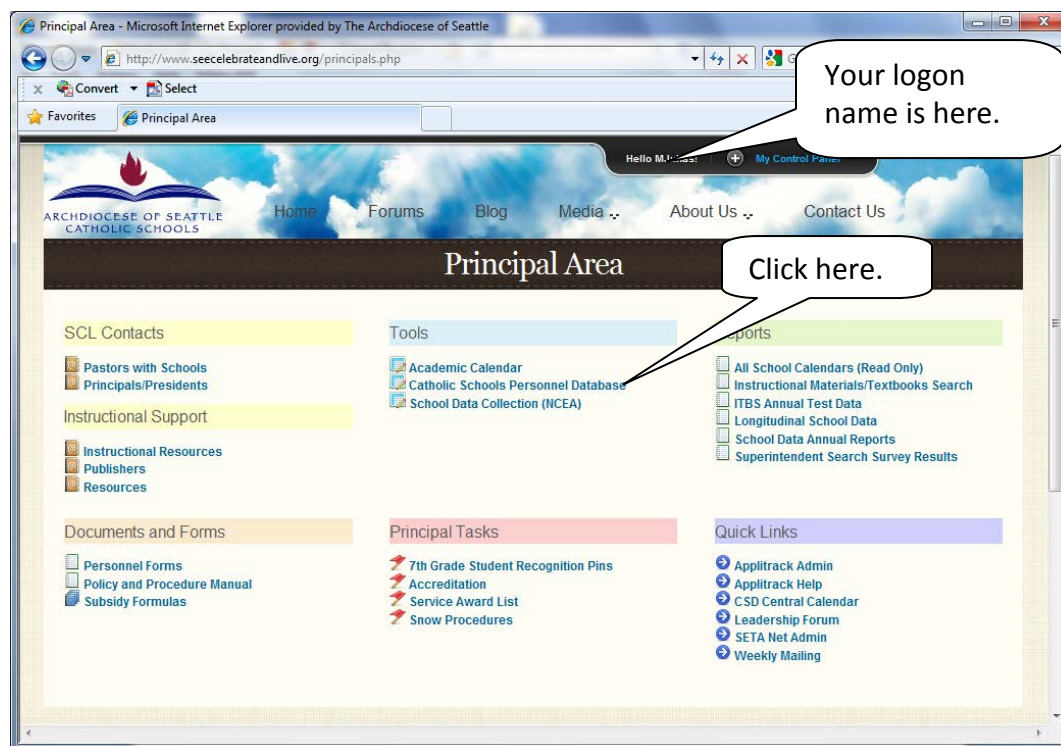 Principal Area - Microsoft Internet Explorer provided by The Archdiocese of Seattle
http://www.seecelebrateandlive.org/principals.php
G
x Convert Select
Favorites Principal Area
Your logon
name is here.
Hello
My Control Panel
ARCHDIOCESE OF SEATTLE
CATHOLIC SCHOOLS
Home Forums Blog Media About Us Contact Us
Principal Area
Click here.
SCL Contacts
Pastors with Schools
Principals/Presidents
Instructional Support
Instructional Resources
Publishers
Resources
Tools
Academic Calendar
Catholic Schools Personnel Database
School Data Collection (NCEA)
Reports
All School Calendars (Read Only)
Instructional Materials/Textbooks Search
ITBS Annual Test Data
Longitudinal School Data
School Data Annual Reports
Superintendent Search Survey Results
Documents and Forms
Personnel Forms
Policy and Procedure Manual
Subsidy Formulas
Principal Tasks
7th Grade Student Recognition Pins
Accreditation
Service Award List
Snow Procedures
Quick Links
Applitrack Admin
Applitrack Help
CSD Central Calendar
Leadership Forum
SETA Net Admin
Weekly Mailing